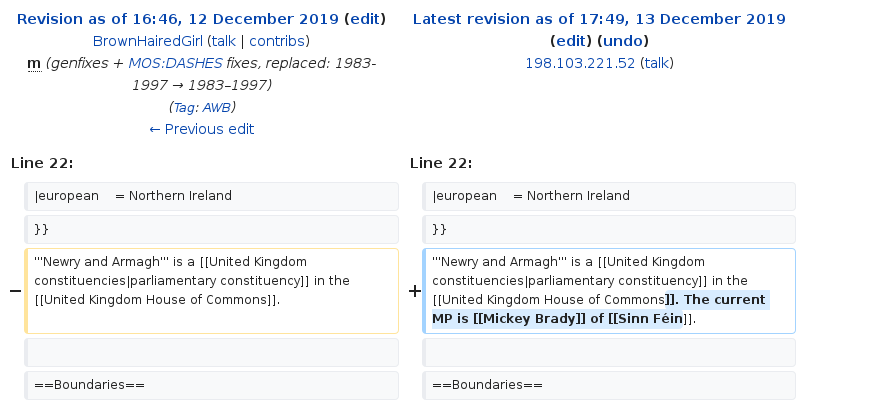 Revision as of 16:46, 12 December 2019 (edit)
BrownHairedGirl (talk | contribs)
m (genfixes + MOS:DASHES fixes, replaced: 1983-
1997 → 1983–1997)
(Tag: AWB)
← Previous edit
Latest revision as of 17:49, 13 December 2019
(edit) (undo)
198.103.221.52 (talk)
Line 22:
|european    = Northern Ireland
}}
− '''Newry and Armagh''' is a [[United Kingdom
constituencies|parliamentary constituency]] in the
[[United Kingdom House of Commons]].
==Boundaries==
Line 22:
|european    = Northern Ireland
}}
+ '''Newry and Armagh''' is a [[United Kingdom
constituencies|parliamentary constituency]] in the
[[United Kingdom House of Commons]]. The current
MP is [[Mickey Brady]] of [[Sinn Féin]].
==Boundaries==